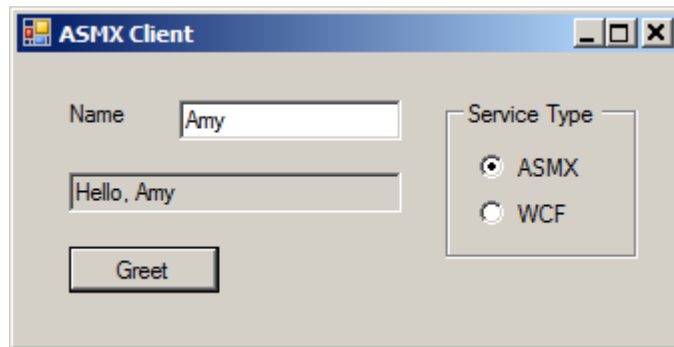 ASMX Client
Name
Amy
Hello, Amy
Greet
Service Type
ASMX
WCF